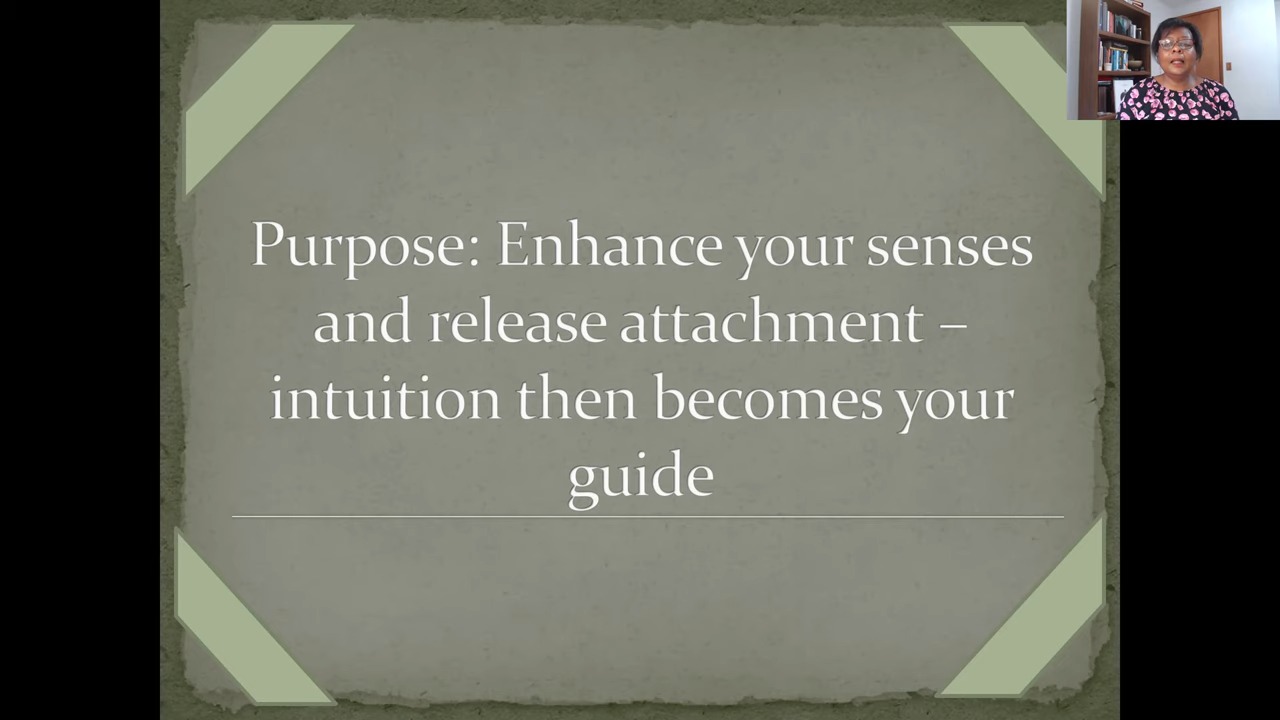 Purpose: Enhance your senses
and release attachment –
intuition then becomes your
guide